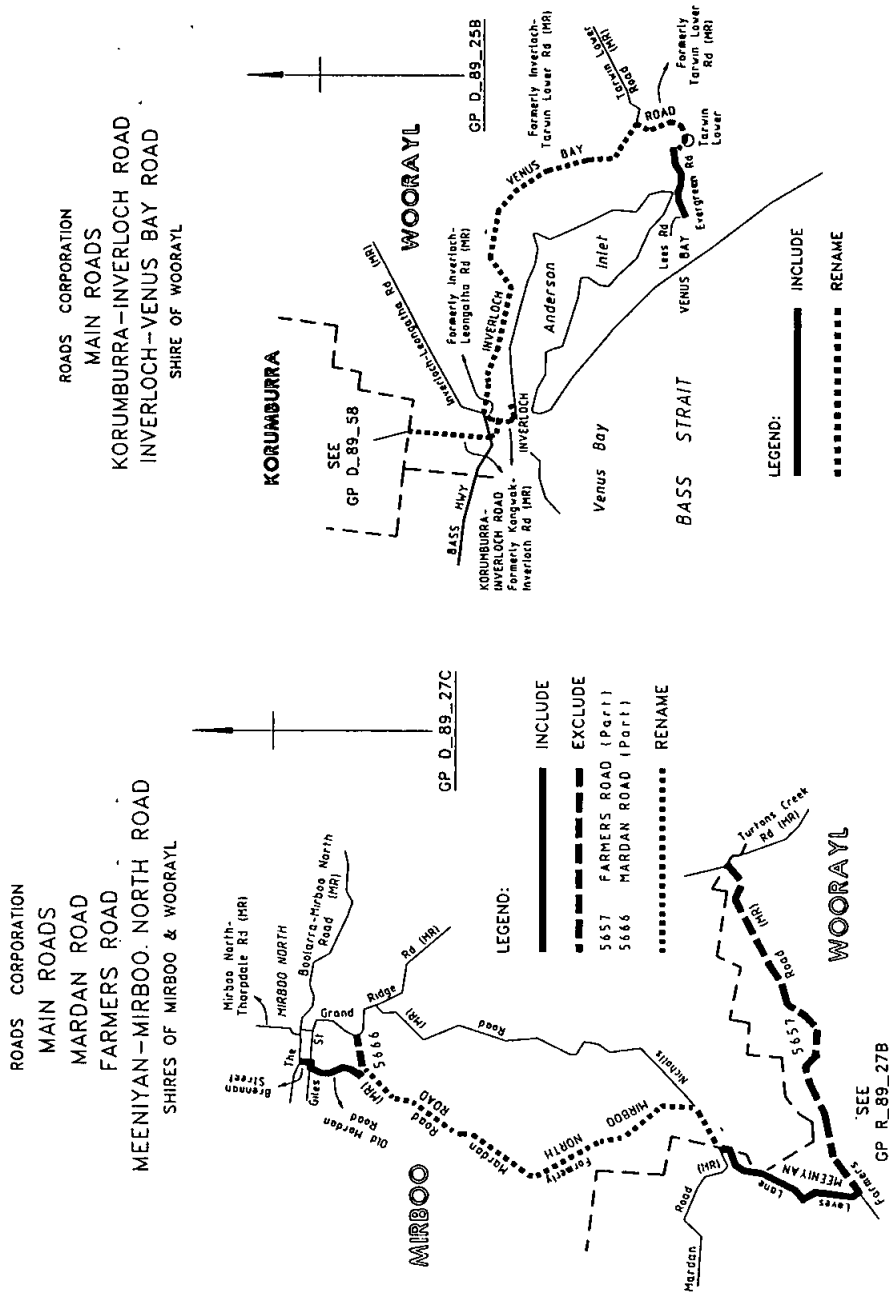 ROADS CORPORATION
MAIN ROADS
MARDAN ROAD
FARMERS ROAD
MEENIYAN-MIRBOO. NORTH ROAD
SHIRES OF MIRBOO & WOORAYL
GP D_89_27C
Mirboo North-
Thorpdale Rd (MR)
MIRBOO NORTH
Boolarra-Mirboo North
Road (MR)
The
Brennan
Street
Giles
St
Grand
Ridge
Rd (MR)
5666
Old Mardan
Road
(MR)
ROAD
Road
Mardan
NORTH
Formerly
MIRBOO
MIRBOO
(MR)
Road
Nicholls
Mardan
Road
(MR)
Lane
MEENIYAN
Laves
Farmers
5657
Road
(MR)
Turtons Creek
Rd (MR)
WOORAYL
SEE
GP R_89_27B
LEGEND:
INCLUDE
EXCLUDE
5657 FARMERS ROAD (Part)
5666 MARDAN ROAD (Part)
RENAME
ROADS CORPORATION
MAIN ROADS
KORUMBURRA-INVERLOCH ROAD
INVERLOCH-VENUS BAY ROAD
SHIRE OF WOORAYL
GP D_89_25B
KORUMBURRA
SEE
GP D_89_58
Inverloch-Leongatha Rd (MR)
WOORAYL
Formerly Inverloch-
Leongatha Rd (MR)
BASS HWY
KORUMBURRA-
INVERLOCH ROAD
Formerly Kongwak-
Inverloch Rd (MR)
INVERLOCH
INVERLOCH
VENUS
BAY
ROAD
Formerly Inverloch-
Tarwin Lower Rd (MR)
Tarwin Lower
Road (MR)
Formerly
Tarwin Lower
Rd (MR)
Tarwin
Lower
Anderson
Inlet
Lees Rd
Evergreen Rd
VENUS BAY
Venus Bay
BASS STRAIT
LEGEND:
INCLUDE
RENAME